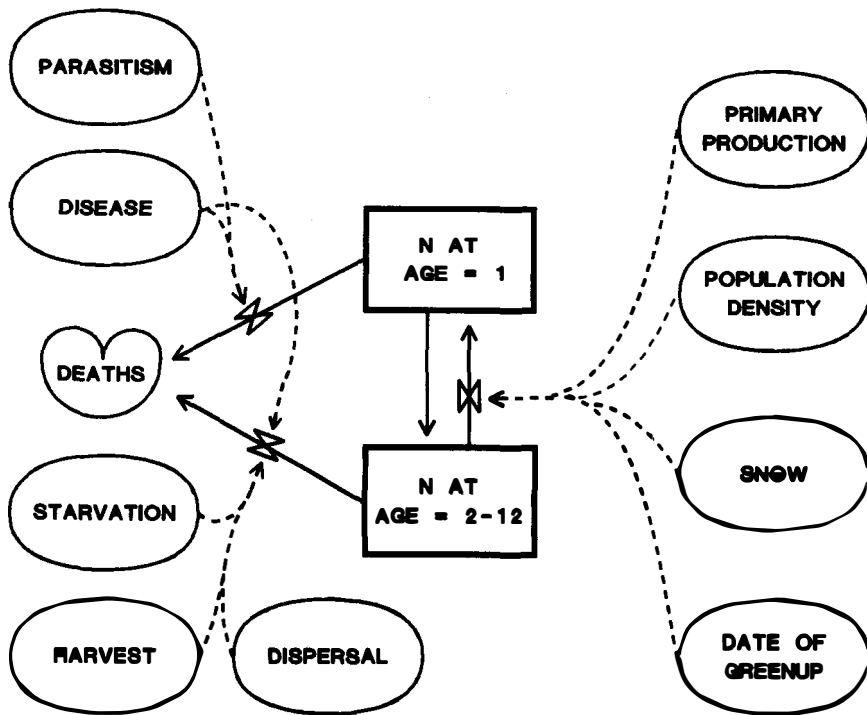 PARASITISM
DISEASE
DEATHS
STARVATION
HARVEST
DISPERSAL
N AT
AGE = 1
N AT
AGE = 2-12
PRIMARY
PRODUCTION
POPULATION
DENSITY
SNOW
DATE OF
GREENUP